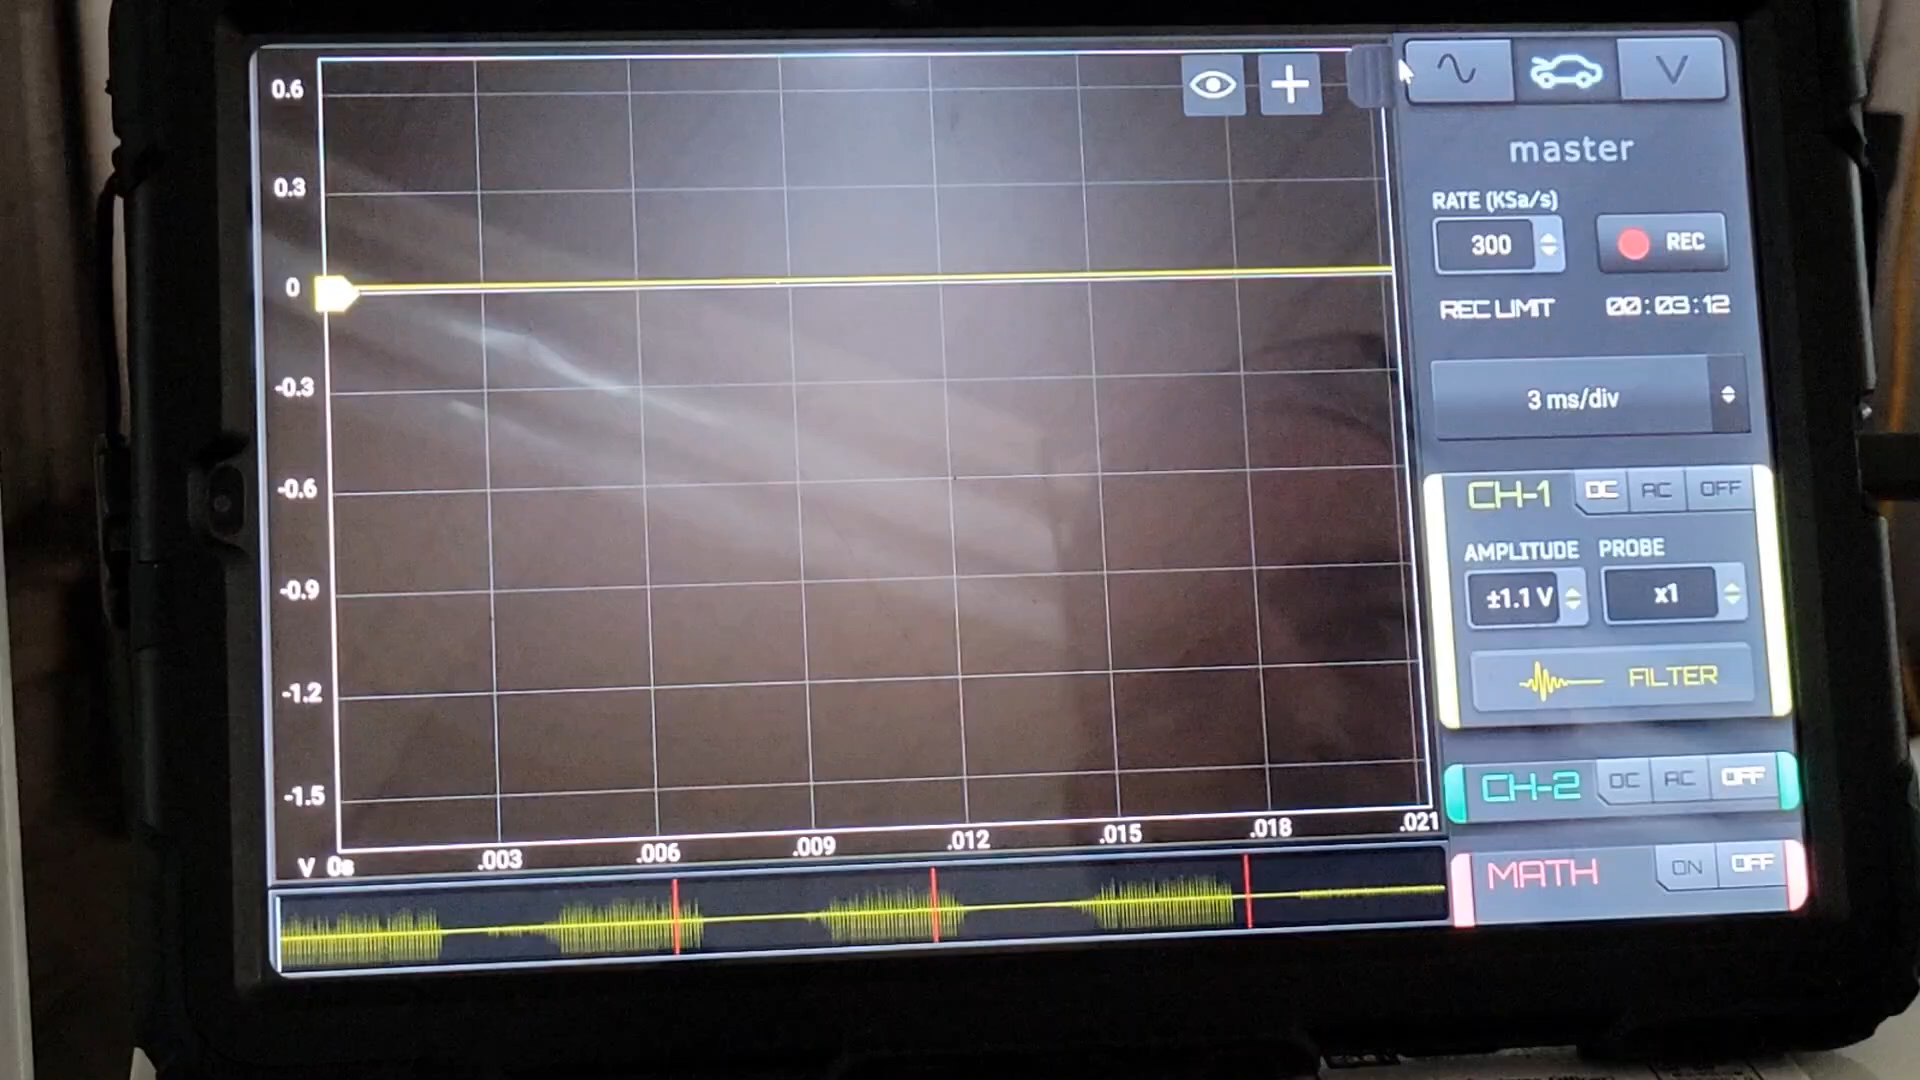 0.6
0.3
0
-0.3
-0.6
-0.9
-1.2
-1.5
V 0s .003 .006 .009 .012 .015 .018 .021
V
master
RATE (KSa/s)
300
REC
REC LIMIT 00:03:12
3 ms/div
CH-1 DC AC OFF
AMPLITUDE PROBE
±1.1 V x1
FILTER
CH-2 DC AC OFF
MATH ON OFF